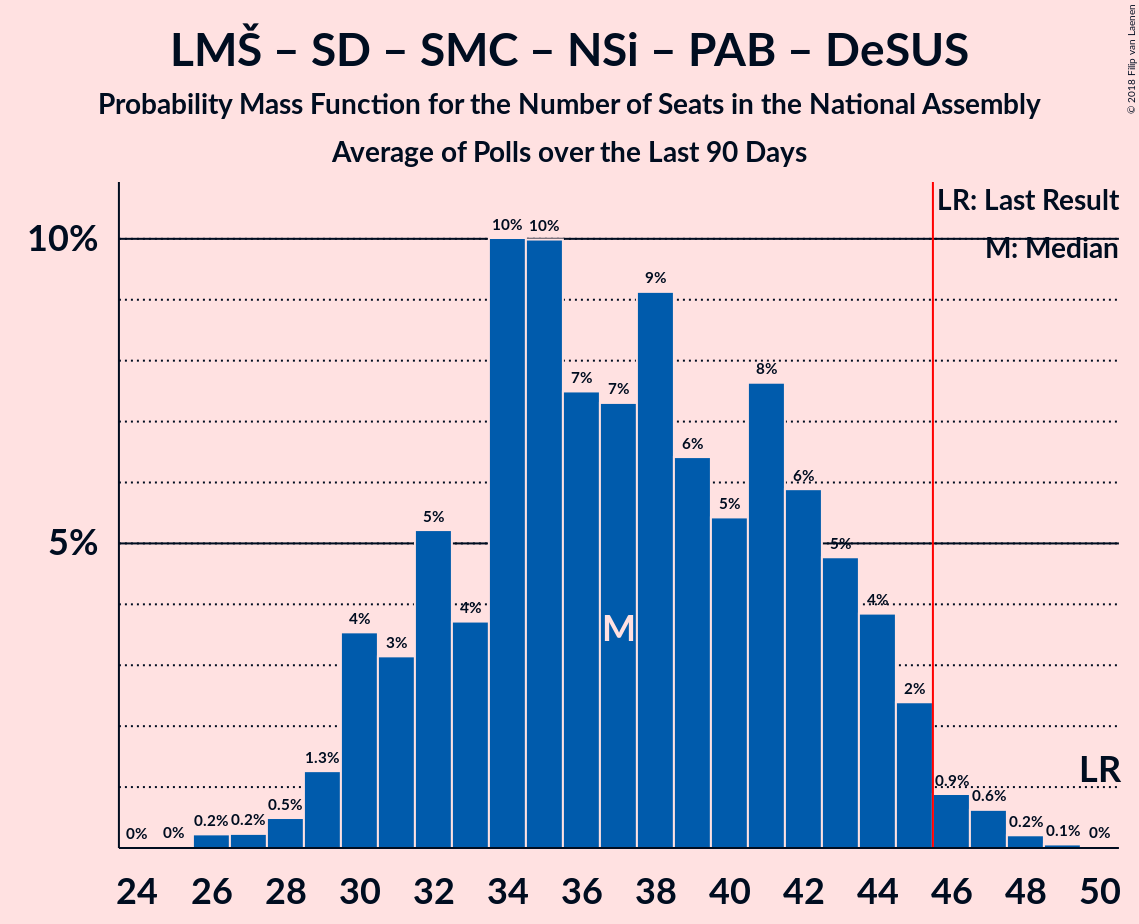 LMŠ – SD – SMC – NSi – PAB – DeSUS
Probability Mass Function for the Number of Seats in the National Assembly
Average of Polls over the Last 90 Days
© 2018 Filip van Laenen
LR: Last Result
M: Median
10%
5%
0% 0% 0.2% 0.2% 0.5% 1.3% 4% 3% 5% 4% 10% 10% 7% 7% 9% 6% 5% 8% 6% 5% 4% 2% 0.9% 0.6% 0.2% 0.1% 0%
M
LR
24 26 28 30 32 34 36 38 40 42 44 46 48 50